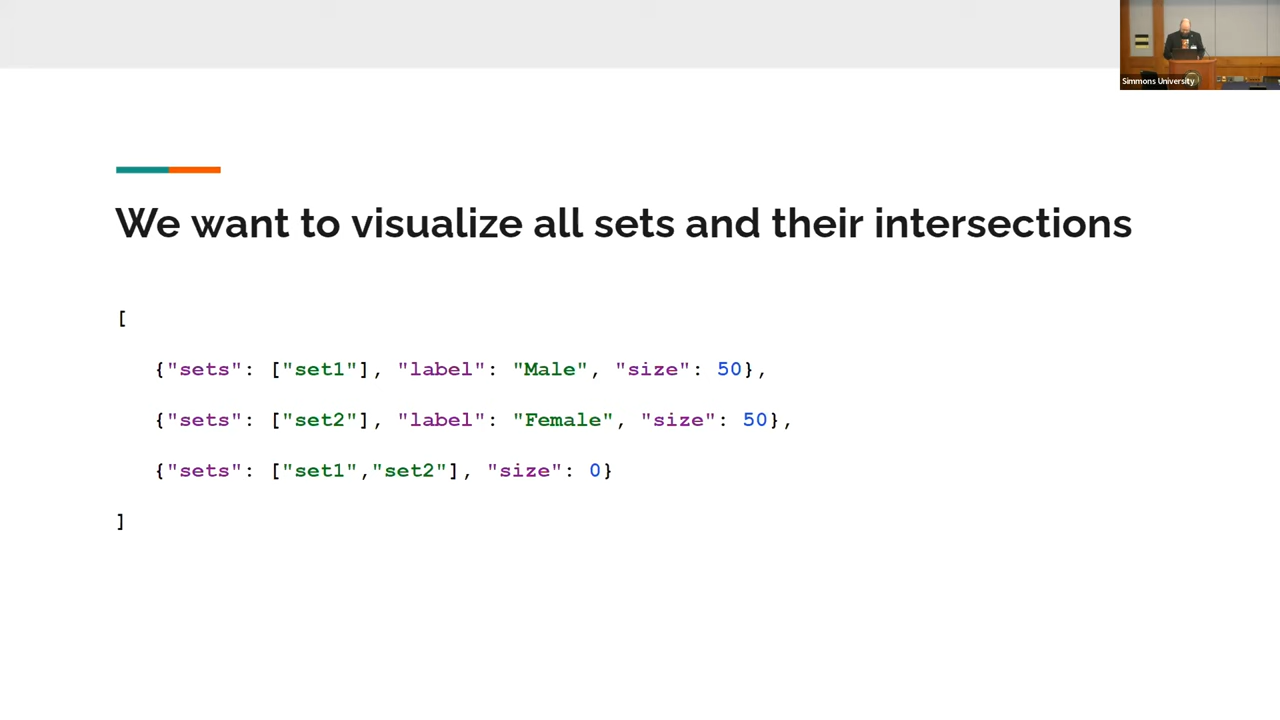 Simmons University
We want to visualize all sets and their intersections
[
{"sets": ["set1"], "label": "Male", "size": 50},
{"sets": ["set2"], "label": "Female", "size": 50},
{"sets": ["set1","set2"], "size": 0}
]